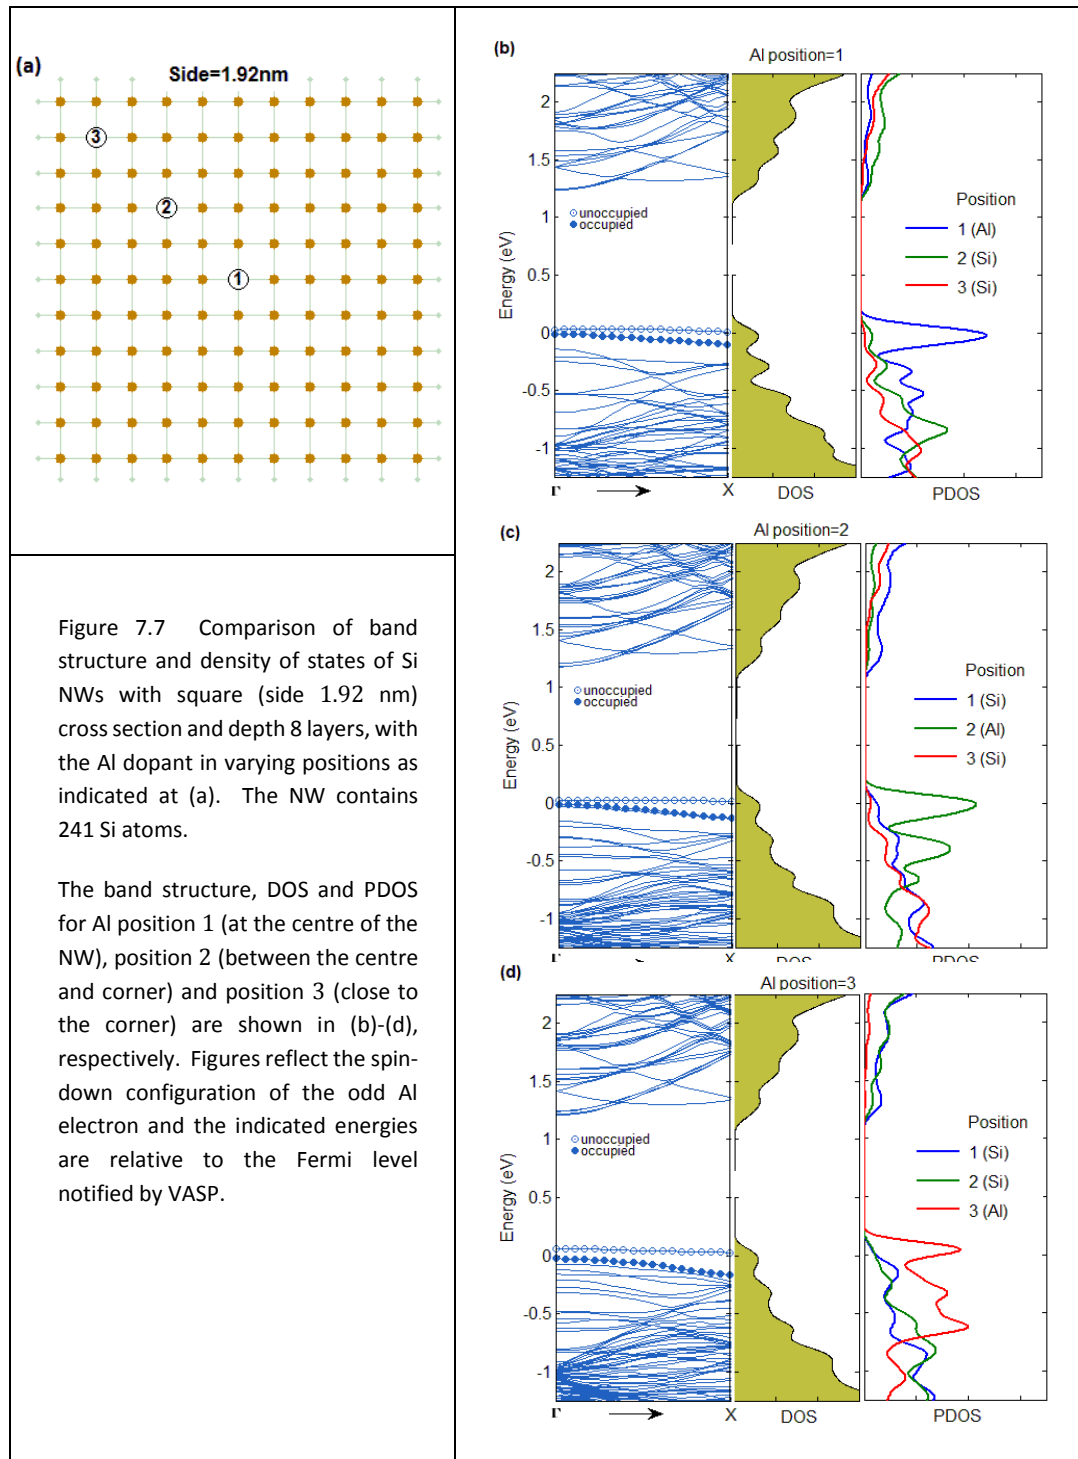 (a)
Side=1.92nm
3
2
1
Figure 7.7 Comparison of band
structure and density of states of Si
NWs with square (side 1.92 nm)
cross section and depth 8 layers, with
the Al dopant in varying positions as
indicated at (a). The NW contains
241 Si atoms.
The band structure, DOS and PDOS
for Al position 1 (at the centre of the
NW), position 2 (between the centre
and corner) and position 3 (close to
the corner) are shown in (b)-(d),
respectively. Figures reflect the spin-
down configuration of the odd Al
electron and the indicated energies
are relative to the Fermi level
notified by VASP.
(b)
Al position=1
2
1.5
1
0.5
0
-0.5
-1
Energy (eV)
unoccupied
occupied
Position
1 (Al)
2 (Si)
3 (Si)
Γ
X
DOS
PDOS
(c)
Al position=2
2
1.5
1
0.5
0
-0.5
-1
Energy (eV)
unoccupied
occupied
Position
1 (Si)
2 (Al)
3 (Si)
Γ
X
DOS
PDOS
(d)
Al position=3
2
1.5
1
0.5
0
-0.5
-1
Energy (eV)
unoccupied
occupied
Position
1 (Si)
2 (Si)
3 (Al)
Γ
X
DOS
PDOS